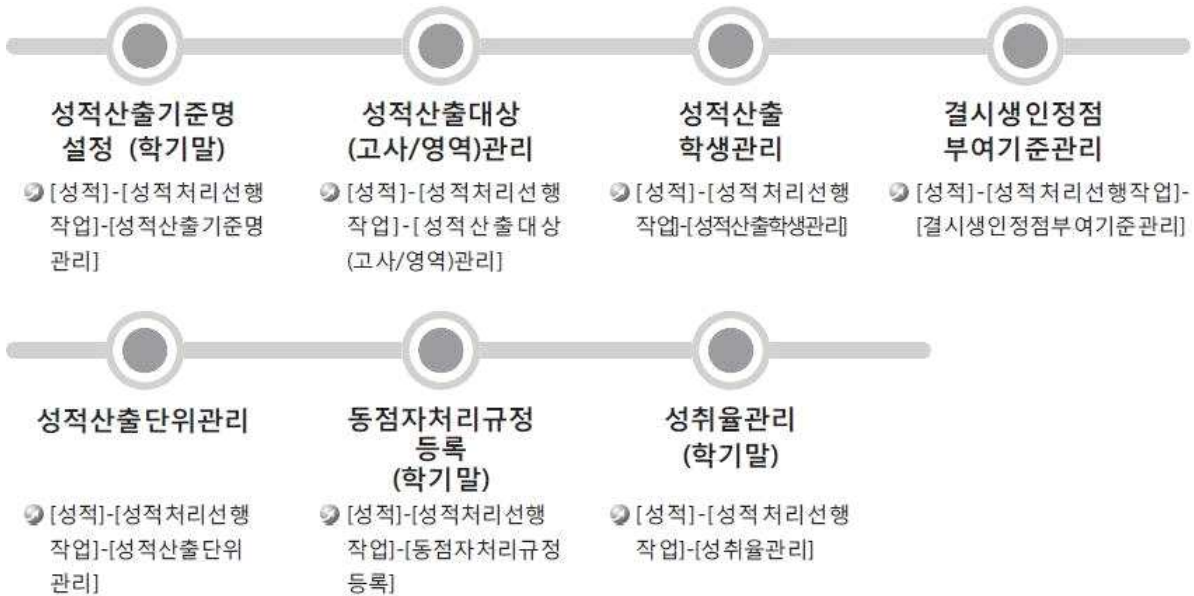 성적산출기준명
설정 (학기말)
[성적]-[성적처리선행
작업]-[성적산출기준명
관리]
성적산출대상
(고사/영역)관리
[성적]-[성적처리선행
작업]-[성적산출대상
(고사/영역)관리]
성적산출
학생관리
[성적]-[성적처리선행
작업]-[성적산출학생관리]
결시생인정점
부여기준관리
[성적]-[성적처리선행작업]-
[결시생인정점부여기준관리]
성적산출단위관리
[성적]-[성적처리선행
작업]-[성적산출단위
관리]
동점자처리규정
등록
(학기말)
[성적]-[성적처리선행
작업]-[동점자처리규정
등록]
성취율관리
(학기말)
[성적]-[성적처리선행
작업]-[성취율관리]